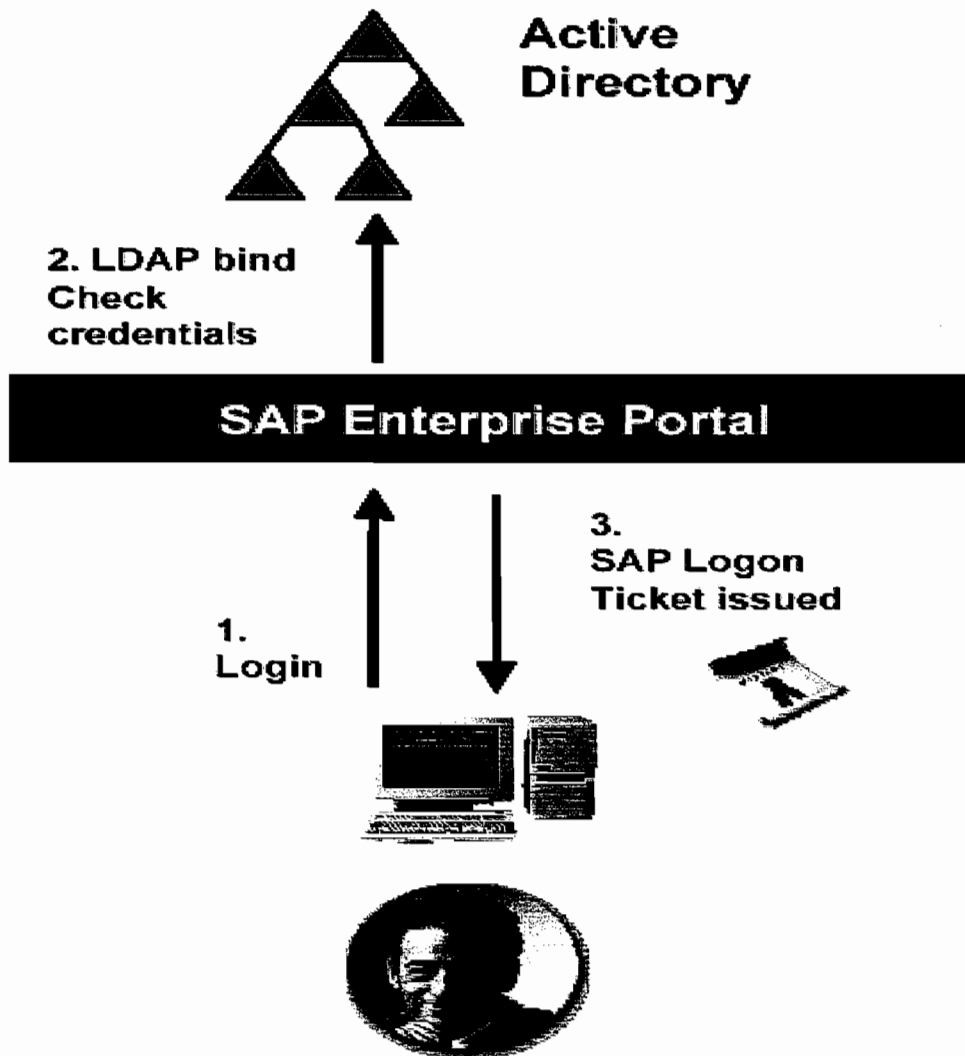 Active
Directory
2. LDAP bind
Check
credentials
SAP Enterprise Portal
3.
SAP Logon
Ticket issued
1.
Login